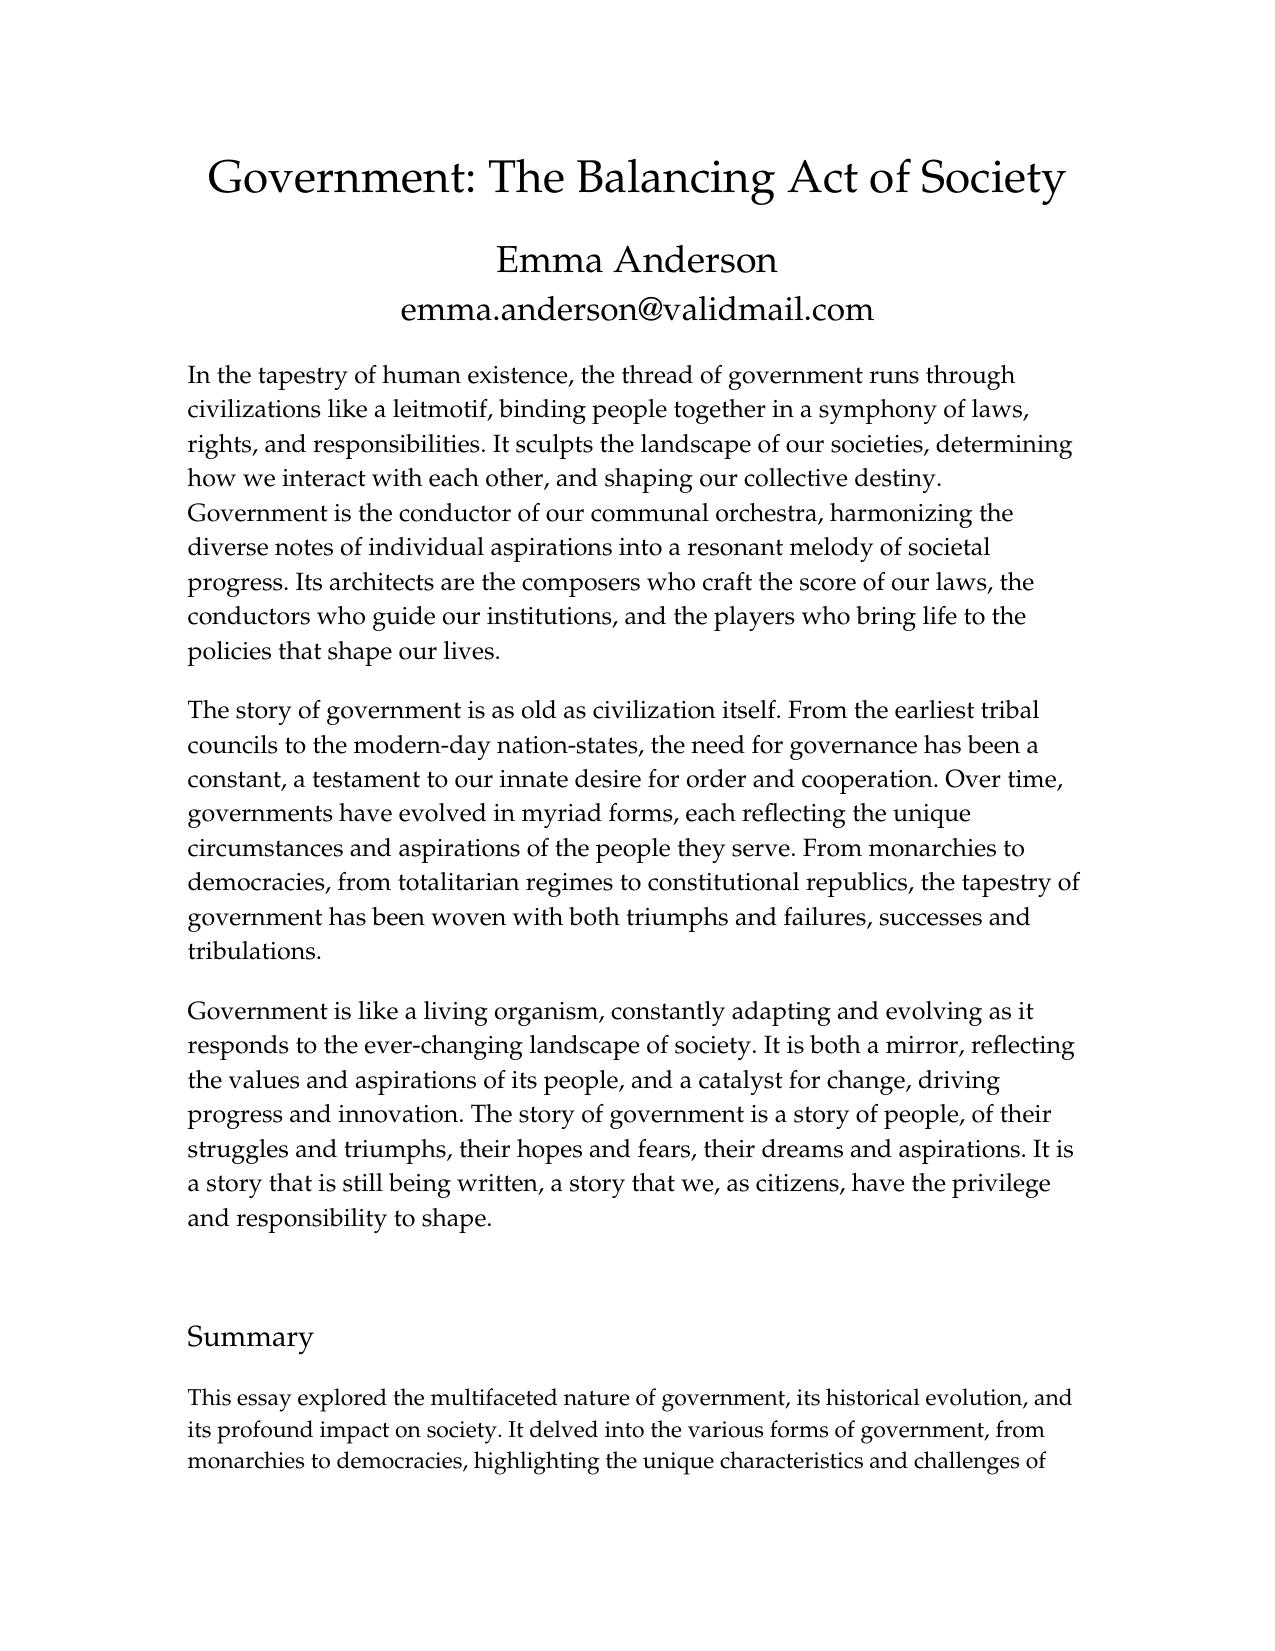 Government: The Balancing Act of Society
Emma Anderson
emma.anderson@validmail.com
In the tapestry of human existence, the thread of government runs through
civilizations like a leitmotif, binding people together in a symphony of laws,
rights, and responsibilities. It sculpts the landscape of our societies, determining
how we interact with each other, and shaping our collective destiny.
Government is the conductor of our communal orchestra, harmonizing the
diverse notes of individual aspirations into a resonant melody of societal
progress. Its architects are the composers who craft the score of our laws, the
conductors who guide our institutions, and the players who bring life to the
policies that shape our lives.
The story of government is as old as civilization itself. From the earliest tribal
councils to the modern-day nation-states, the need for governance has been a
constant, a testament to our innate desire for order and cooperation. Over time,
governments have evolved in myriad forms, each reflecting the unique
circumstances and aspirations of the people they serve. From monarchies to
democracies, from totalitarian regimes to constitutional republics, the tapestry of
government has been woven with both triumphs and failures, successes and
tribulations.
Government is like a living organism, constantly adapting and evolving as it
responds to the ever-changing landscape of society. It is both a mirror, reflecting
the values and aspirations of its people, and a catalyst for change, driving
progress and innovation. The story of government is a story of people, of their
struggles and triumphs, their hopes and fears, their dreams and aspirations. It is
a story that is still being written, a story that we, as citizens, have the privilege
and responsibility to shape.
Summary
This essay explored the multifaceted nature of government, its historical evolution, and
its profound impact on society. It delved into the various forms of government, from
monarchies to democracies, highlighting the unique characteristics and challenges of